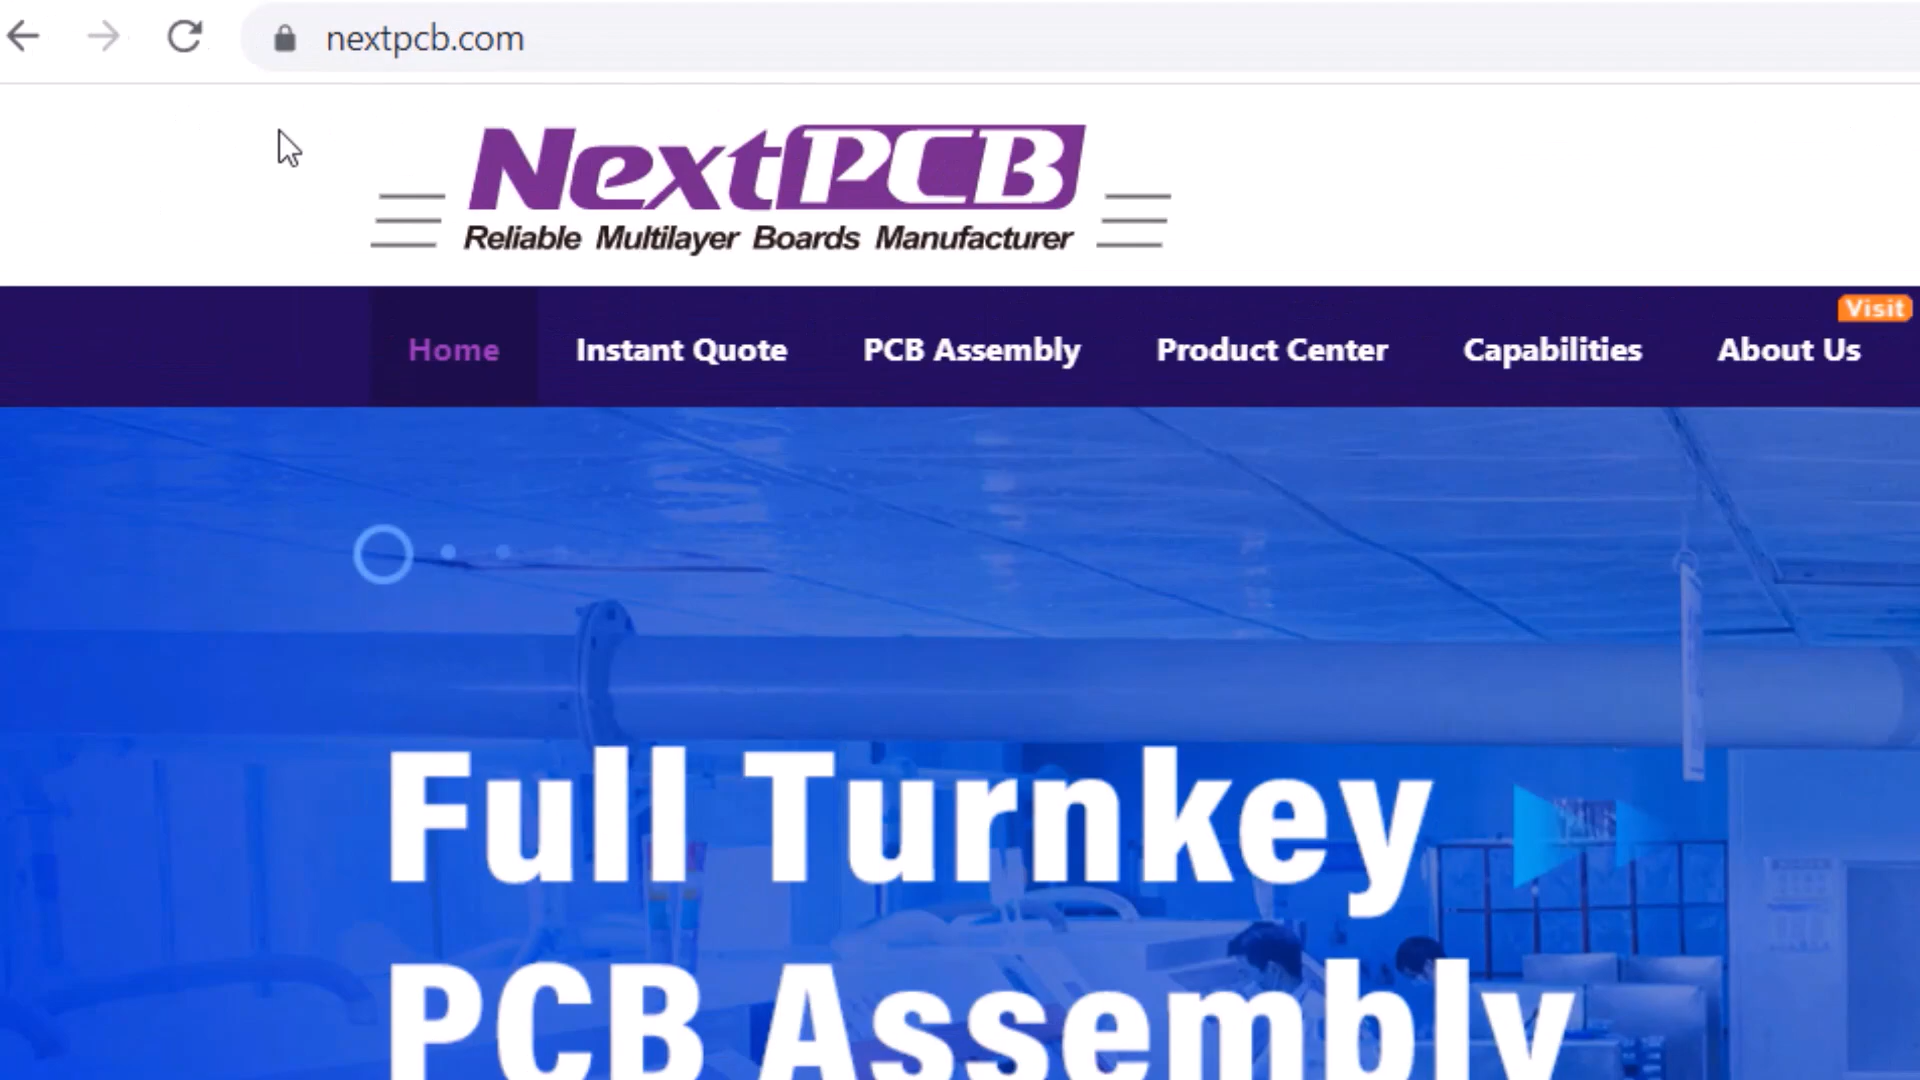 nextpcb.com
NextPCB
Reliable Multilayer Boards Manufacturer
Visit
Home Instant Quote PCB Assembly Product Center Capabilities About Us
Full Turnkey
PCB Assembly